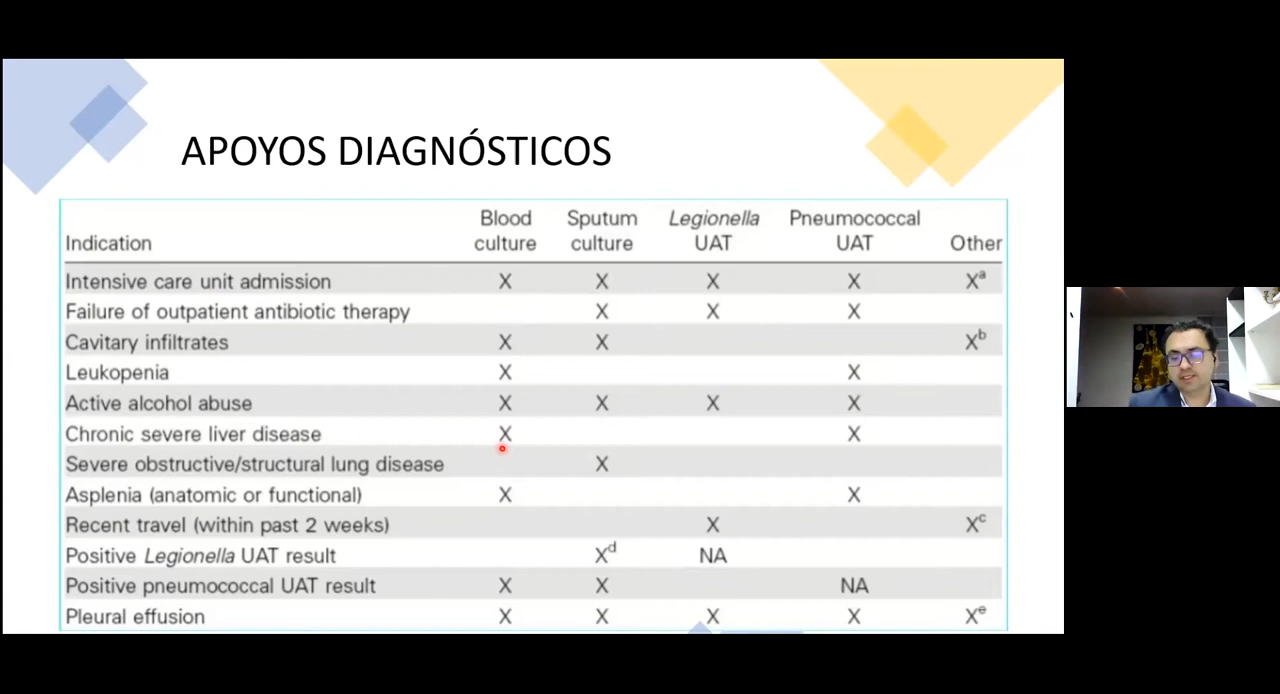 APOYOS DIAGNÓSTICOS
Indication Blood culture Sputum culture Legionella UAT Pneumococcal UAT Other
Intensive care unit admission X X X X Xᵃ
Failure of outpatient antibiotic therapy X X X
Cavitary infiltrates X X Xᵇ
Leukopenia X X
Active alcohol abuse X X X X
Chronic severe liver disease X X
Severe obstructive/structural lung disease X
Asplenia (anatomic or functional) X X
Recent travel (within past 2 weeks) X Xᶜ
Positive Legionella UAT result Xᵈ NA
Positive pneumococcal UAT result X X NA
Pleural effusion X X X X Xᵉ